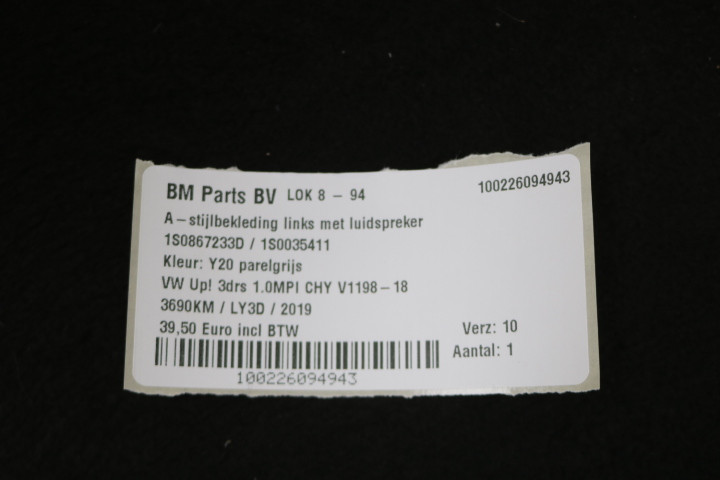 BM Parts BV LOK 8 - 94
100226094943
A-stijlbekleding links met luidspreker
1S0867233D / 1S0035411
Kleur: Y20 parelgrijs
VW Up! 3drs 1.0MPI CHY V1198-18
3690KM / LY3D / 2019
39,50 Euro incl BTW
Verz: 10
Aantal: 1
100226094943